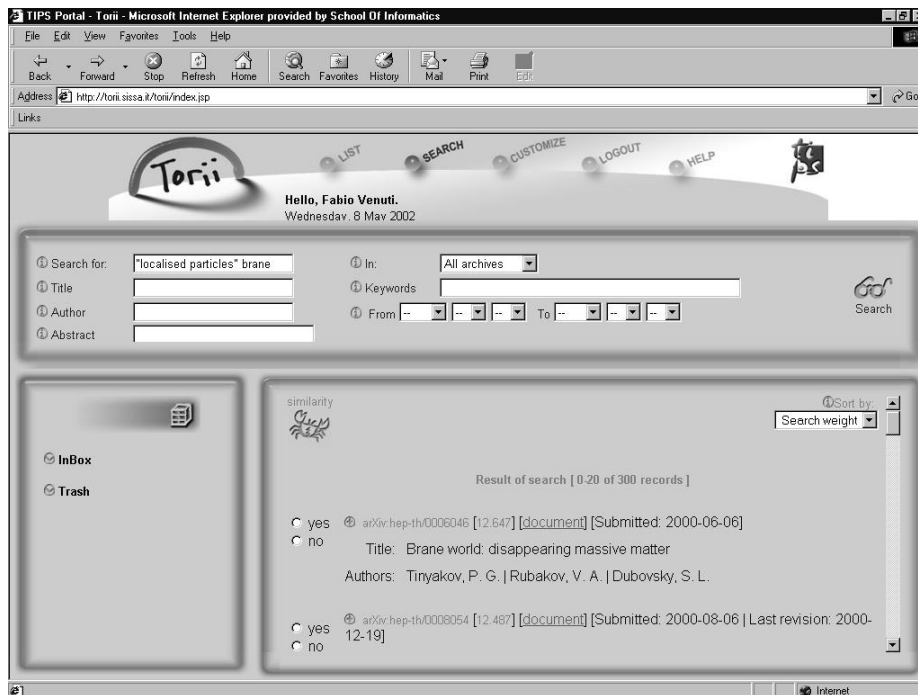 TIPS Portal - Torii - Microsoft Internet Explorer provided by School Of Informatics
File Edit View Favorites Tools Help
Back Forward Stop Refresh Home Search Favorites History Mail Print Edit
Address http://torii.sissa.it/torii/index.jsp Go
Links
Torii LIST SEARCH CUSTOMIZE LOGOUT HELP tips
Hello, Fabio Venuti.
Wednesday, 8 May 2002
Search for: "localised particles" brane In: All archives
Title Keywords
Author From -- -- -- To -- -- --
Abstract
Search
similarity Sort by:
Search weight
InBox
Trash
Result of search [ 0-20 of 300 records ]
yes arXiv:hep-th/0006046 [12.647] [document] [Submitted: 2000-06-06]
no
Title: Brane world: disappearing massive matter
Authors: Tinyakov, P. G. | Rubakov, V. A. | Dubovsky, S. L.
yes arXiv:hep-th/0008054 [12.487] [document] [Submitted: 2000-08-06 | Last revision: 2000-
12-19]
no
Internet